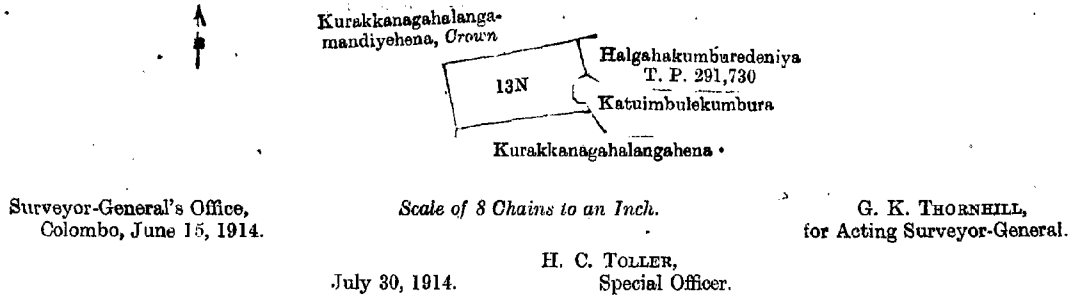 Kurakkanagahalanga-
mandiyehena, Crown
Halgahakumburedeniya
T. P. 291,730
13N
Katuimbulekumbura
Kurakkanagahalangahena
Surveyor-General's Office,
Colombo, June 15, 1914.
Scale of 8 Chains to an Inch.
G. K. THORNHILL,
for Acting Surveyor-General.
July 30, 1914.
H. C. TOLLER,
Special Officer.